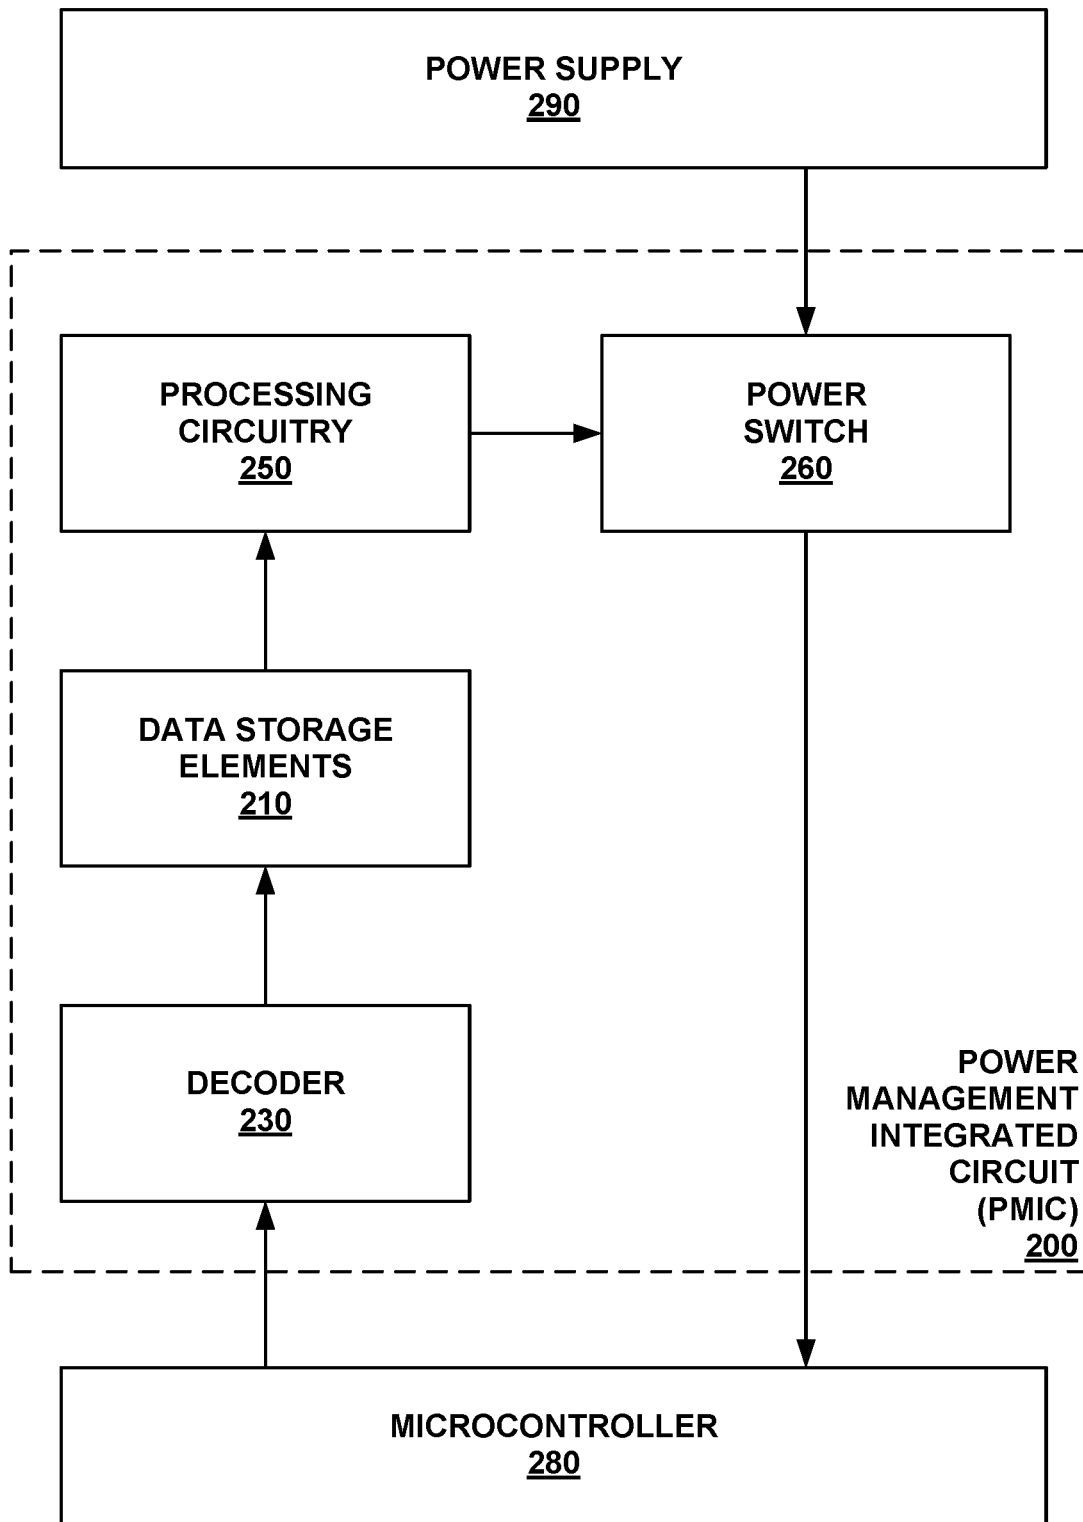 POWER SUPPLY
290
PROCESSING
CIRCUITRY
250
POWER
SWITCH
260
DATA STORAGE
ELEMENTS
210
DECODER
230
POWER
MANAGEMENT
INTEGRATED
CIRCUIT
(PMIC)
200
MICROCONTROLLER
280